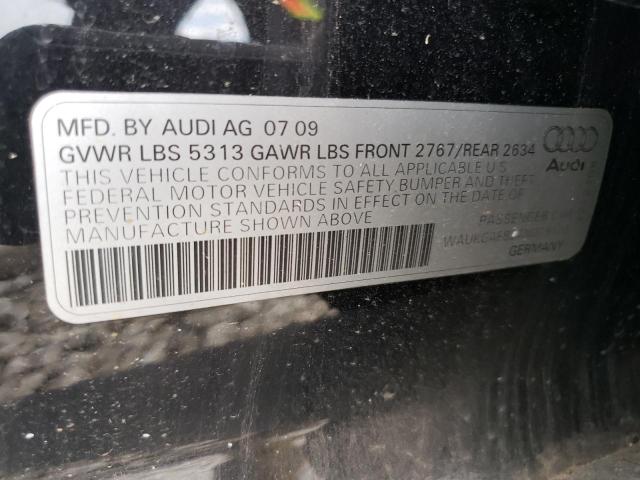 MFD. BY AUDI AG 07 09
GVWR LBS 5313 GAWR LBS FRONT 2767/REAR 2634
THIS VEHICLE CONFORMS TO ALL APPLICABLE U.S.
FEDERAL MOTOR VEHICLE SAFETY, BUMPER AND THEFT
PREVENTION STANDARDS IN EFFECT ON THE DATE OF
MANUFACTURE SHOWN ABOVE
Audi
PASSENGER CAR
GERMANY